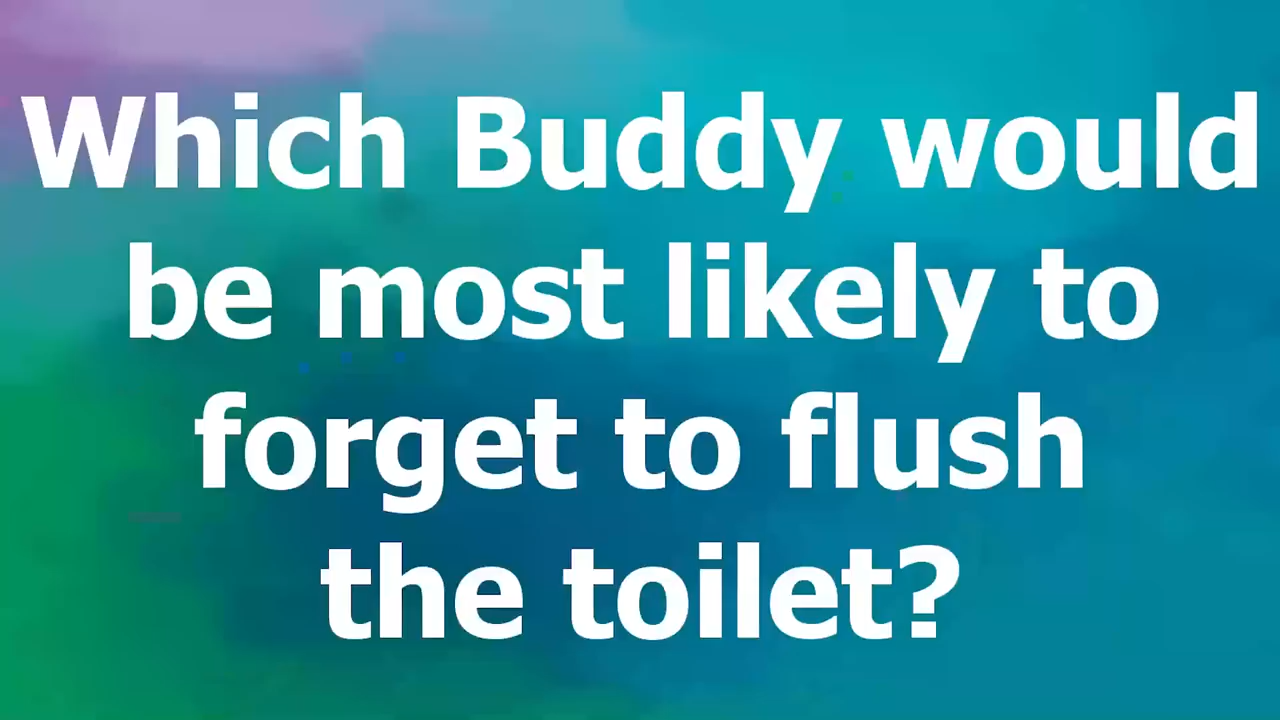 Which Buddy would
be most likely to
forget to flush
the toilet?